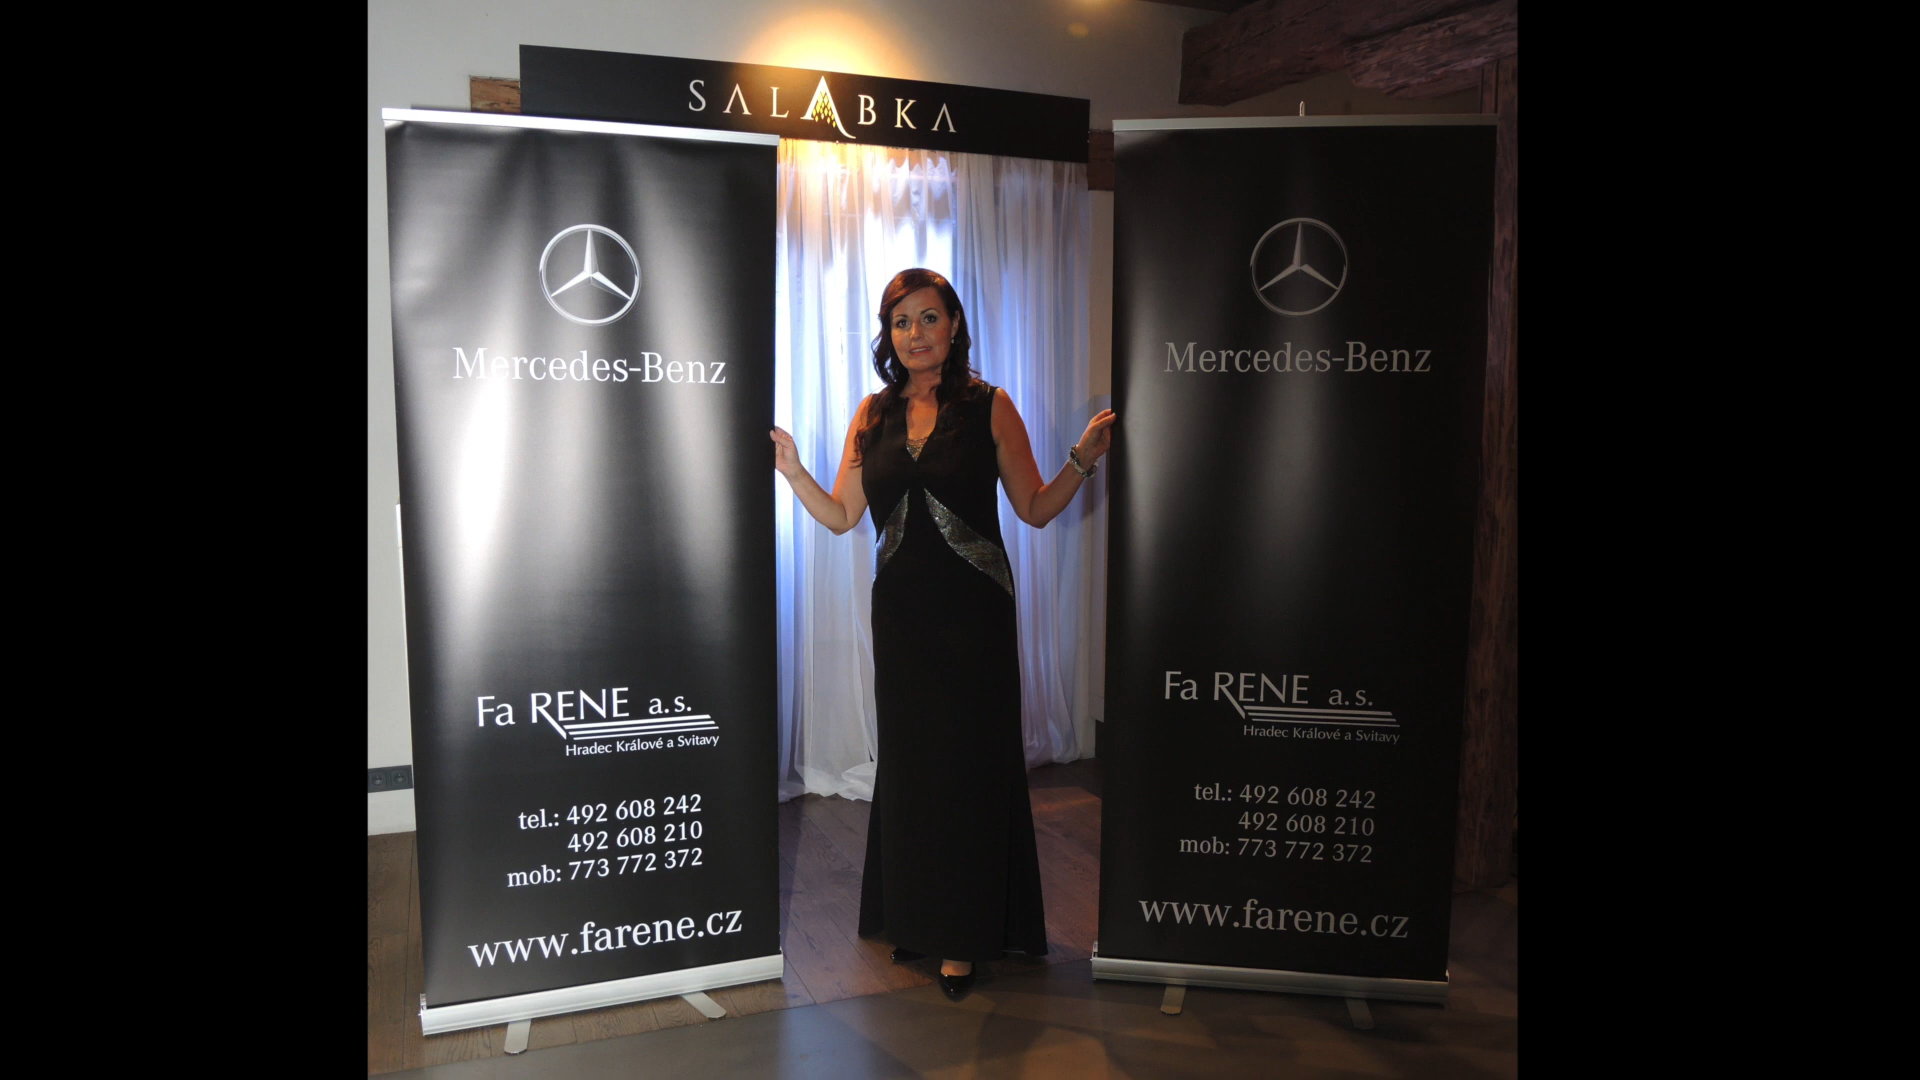 SALABKA
Mercedes-Benz
Fa RENE a.s.
Hradec Králové a Svitavy
tel.: 492 608 242
492 608 210
mob: 773 772 372
www.farene.cz
Mercedes-Benz
Fa RENE a.s.
Hradec Králové a Svitavy
tel.: 492 608 242
492 608 210
mob: 773 772 372
www.farene.cz